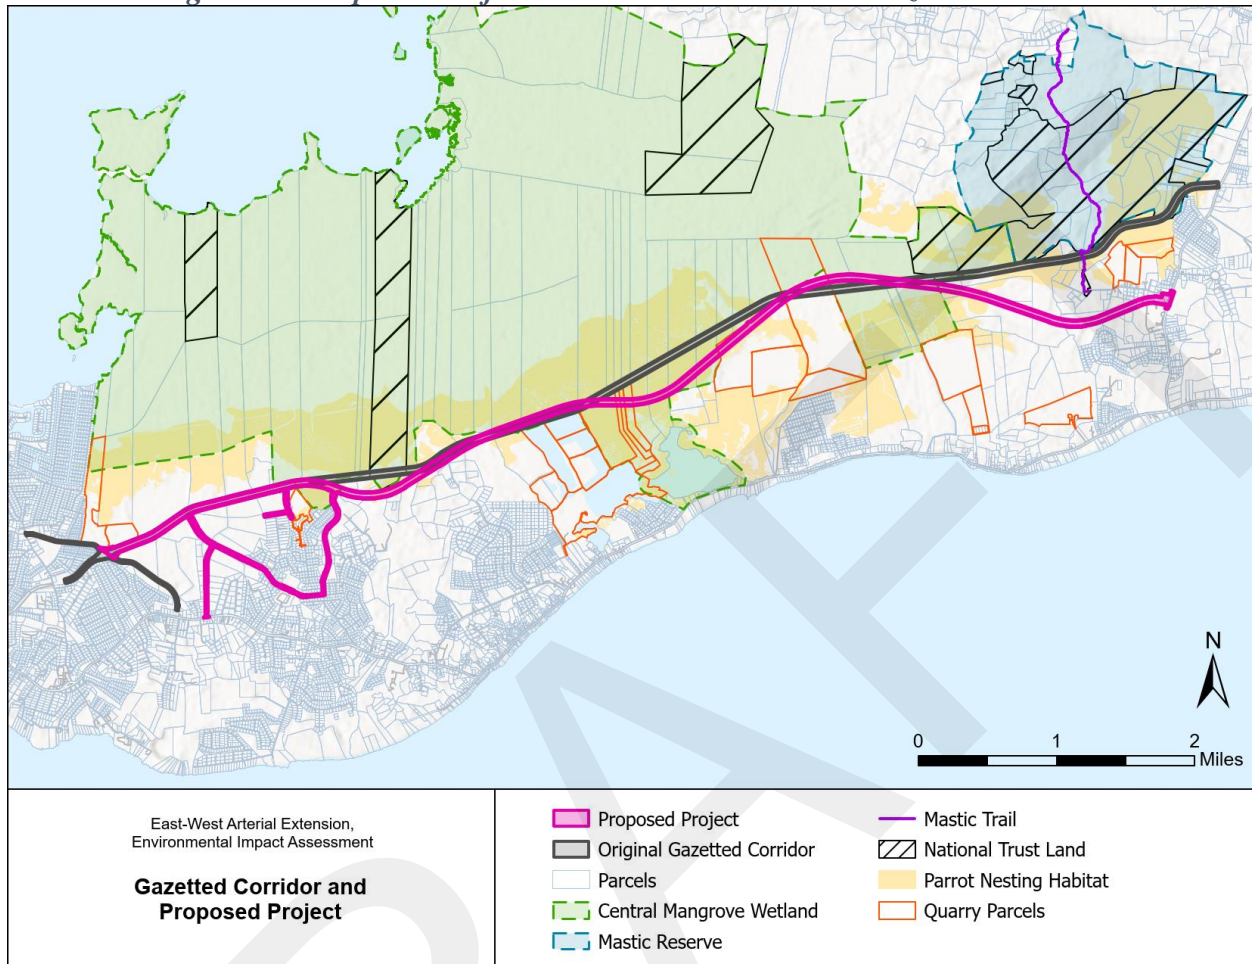 N
0 1 2
Miles
East-West Arterial Extension,
Environmental Impact Assessment
Gazetted Corridor and
Proposed Project
Proposed Project
Original Gazetted Corridor
Parcels
Central Mangrove Wetland
Mastic Reserve
Mastic Trail
National Trust Land
Parrot Nesting Habitat
Quarry Parcels